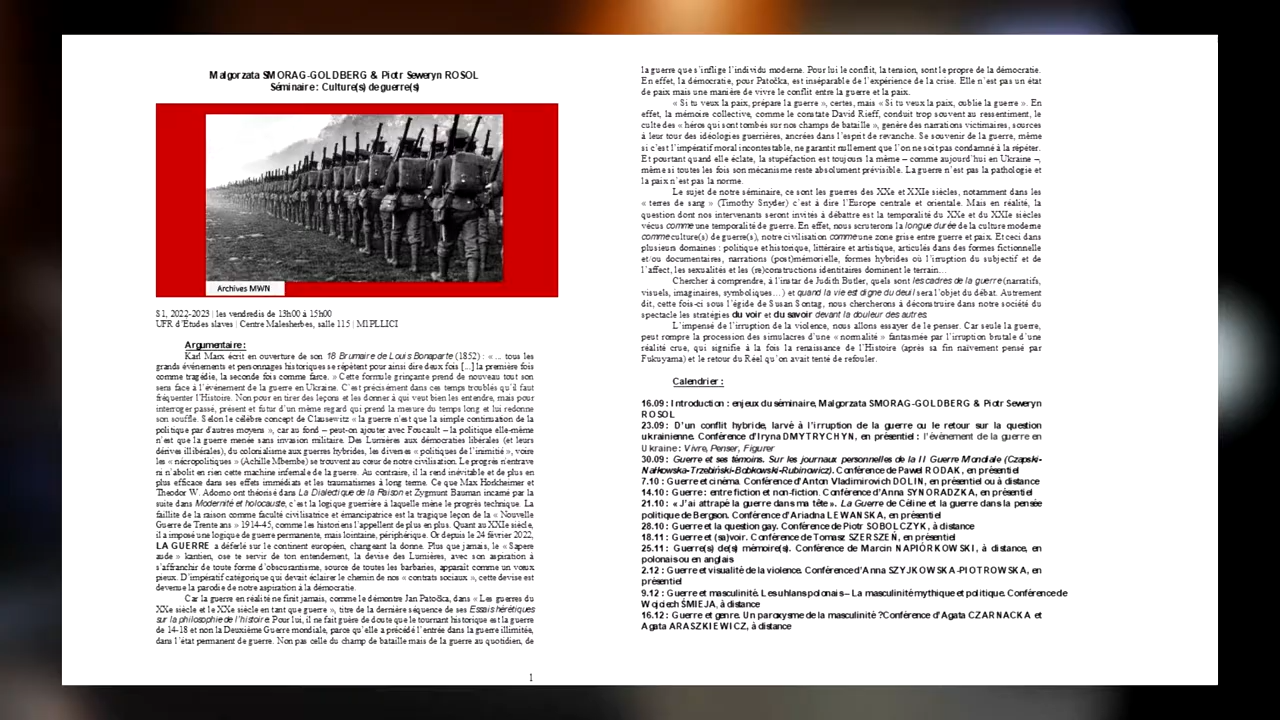 Malgorzata SMORAG-GOLDBERG & Piotr Seweryn ROSOL
Séminaire : Culture(s) de guerre(s)
Archives MWN
S1, 2022-2023 | les vendredis de 13h00 à 15h00
UFR d'Etudes slaves | Centre Malesherbes, salle 115 | M1PLLICI
Argumentaire :
Karl Marx écrit en ouverture de son 18 Brumaire de Louis Bonaparte (1852) : « ... tous les
grands événements et personnages historiques se répètent pour ainsi dire deux fois [...] la première fois
comme tragédie, la seconde fois comme farce. » Cette formule grinçante prend de nouveau tout son
sens face à l'événement de la guerre en Ukraine. C'est précisément dans ces temps troublés qu'il faut
fréquenter l'Histoire. Non pour en tirer des leçons et les donner à qui veut bien les entendre, mais pour
interroger passé, présent et futur d'un même regard qui prend la mesure du temps long et lui redonne
son souffle. Selon le célèbre concept de Clausewitz « la guerre n'est que la simple continuation de la
politique par d'autres moyens », car au fond – peut-on ajouter avec Foucault – la politique elle-même
n'est que la guerre menée sans invasion militaire. Des Lumières aux démocraties libérales (et leurs
dérives illibérales), du colonialisme aux guerres hybrides, les diverses « politiques de l'inimitié », voire
les « nécropolitiques » (Achille Mbembe) se trouvent au cœur de notre civilisation. Le progrès n'entrave
ni n'abolit en rien cette machine infernale de la guerre. Au contraire, il la rend inévitable et de plus en
plus efficace dans ses effets immédiats et les traumatismes à long terme. Ce que Max Horkheimer et
Theodor W. Adorno ont théorisé dans La Dialectique de la Raison et Zygmunt Bauman incarné par la
suite dans Modernité et holocauste, c'est la logique guerrière à laquelle mène le progrès technique. La
faillite de la raison comme faculté civilisatrice et émancipatrice est la tragique leçon de la « Nouvelle
Guerre de Trente ans » 1914-45, comme les historiens l'appellent de plus en plus. Quant au XXIe siècle,
il a imposé une logique de guerre permanente, mais lointaine, périphérique. Or depuis le 24 février 2022,
LA GUERRE a déferlé sur le continent européen, changeant la donne. Plus que jamais, le « Sapere
aude » kantien, ose te servir de ton entendement, la devise des Lumières, avec son aspiration à
s'affranchir de toute forme d'obscurantisme, source de toutes les barbaries, apparaît comme un vœux
pieux. D'impératif catégorique qui devait éclairer le chemin de nos « contrats sociaux », cette devise est
devenue la parodie de notre aspiration à la démocratie.
Car la guerre en réalité ne finit jamais, comme le démontre Jan Patočka, dans « Les guerres du
XXe siècle et le XXe siècle en tant que guerre », titre de la dernière séquence de ses Essais hérétiques
sur la philosophie de l'histoire. Pour lui, il ne fait guère de doute que le tournant historique est la guerre
de 14-18 et non la Deuxième Guerre mondiale, parce qu'elle a précédé l'entrée dans la guerre illimitée,
dans l'état permanent de guerre. Non pas celle du champ de bataille mais de la guerre au quotidien, de
1
la guerre que s'inflige l'individu moderne. Pour lui le conflit, la tension, sont le propre de la démocratie.
En effet, la démocratie, pour Patočka, est inséparable de l'expérience de la crise. Elle n'est pas un état
de paix mais une manière de vivre le conflit entre la guerre et la paix.
« Si tu veux la paix, prépare la guerre », certes, mais « Si tu veux la paix, oublie la guerre ». En
effet, la mémoire collective, comme le constate David Rieff, conduit trop souvent au ressentiment, le
culte des « héros qui sont tombés sur nos champs de bataille », génère des narrations victimaires, sources
à leur tour des idéologies guerrières, ancrées dans l'esprit de revanche. Se souvenir de la guerre, même
si c'est l'impératif moral incontestable, ne garantit nullement que l'on ne soit pas condamné à la répéter.
Et pourtant quand elle éclate, la stupéfaction est toujours la même – comme aujourd'hui en Ukraine –,
même si toutes les fois son mécanisme reste absolument prévisible. La guerre n'est pas la pathologie et
la paix n'est pas la norme.
Le sujet de notre séminaire, ce sont les guerres des XXe et XXIe siècles, notamment dans les
« terres de sang » (Timothy Snyder) c'est à dire l'Europe centrale et orientale. Mais en réalité, la
question dont nos intervenants seront invités à débattre est la temporalité du XXe et du XXIe siècles
vécus comme une temporalité de guerre. En effet, nous scruterons la longue durée de la culture moderne
comme culture(s) de guerre(s), notre civilisation comme une zone grise entre guerre et paix. Et ceci dans
plusieurs domaines : politique et historique, littéraire et artistique, articulés dans des formes fictionnelle
et/ou documentaires, narrations (post)mémorielle, formes hybrides où l'irruption du subjectif et de
l'affect, les sexualités et les (re)constructions identitaires dominent le terrain...
Chercher à comprendre, à l'instar de Judith Butler, quels sont les cadres de la guerre (narratifs,
visuels, imaginaires, symboliques...) et quand la vie est digne du deuil sera l'objet du débat. Autrement
dit, cette fois-ci sous l'égide de Susan Sontag, nous chercherons à déconstruire dans notre société du
spectacle les stratégies du voir et du savoir devant la douleur des autres.
L'impensé de l'irruption de la violence, nous allons essayer de le penser. Car seule la guerre,
peut rompre la procession des simulacres d'une « normalité » fantasmée par l'irruption brutale d'une
réalité crue, qui signifie à la fois la renaissance de l'Histoire (après sa fin naïvement pensé par
Fukuyama) et le retour du Réel qu'on avait tenté de refouler.
Calendrier :
16.09 : Introduction : enjeux du séminaire, Malgorzata SMORAG-GOLDBERG & Piotr Seweryn
ROSOL
23.09 : D'un conflit hybride, larvé à l'irruption de la guerre ou le retour sur la question
ukrainienne. Conférence d'Iryna DMYTRYCHYN, en présentiel : l'événement de la guerre en
Ukraine : Vivre, Penser, Figurer
30.09 : Guerre et ses témoins. Sur les journaux personnelles de la II Guerre Mondiale (Czapski-
Nałkowska-Trzebiński-Bobkowski-Rubinowicz). Conférence de Paweł RODAK, en présentiel
7.10 : Guerre et cinéma. Conférence d'Anton Vladimirovich DOLIN, en présentiel ou à distance
14.10 : Guerre : entre fiction et non-fiction. Conférence d'Anna SYNORADZKA, en présentiel
21.10 : « J'ai attrapé la guerre dans ma tête ». La Guerre de Céline et la guerre dans la pensée
politique de Bergson. Conférence d'Ariadna LEWAŃSKA, en présentiel
28.10 : Guerre et la question gay. Conférence de Piotr SOBOLCZYK, à distance
18.11 : Guerre et (sa)voir. Conférence de Tomasz SZERSZEŃ, en présentiel
25.11 : Guerre(s) de(s) mémoire(s). Conférence de Marcin NAPIÓRKOWSKI, à distance, en
polonais ou en anglais
2.12 : Guerre et visualité de la violence. Conférence d'Anna SZYJKOWSKA-PIOTROWSKA, en
présentiel
9.12 : Guerre et masculinité. Les uhlans polonais – La masculinité mythique et politique. Conférence de
Wojciech ŚMIEJA, à distance
16.12 : Guerre et genre. Un paroxysme de la masculinité ?Conférence d'Agata CZARNACKA et
Agata ARASZKIEWICZ, à distance